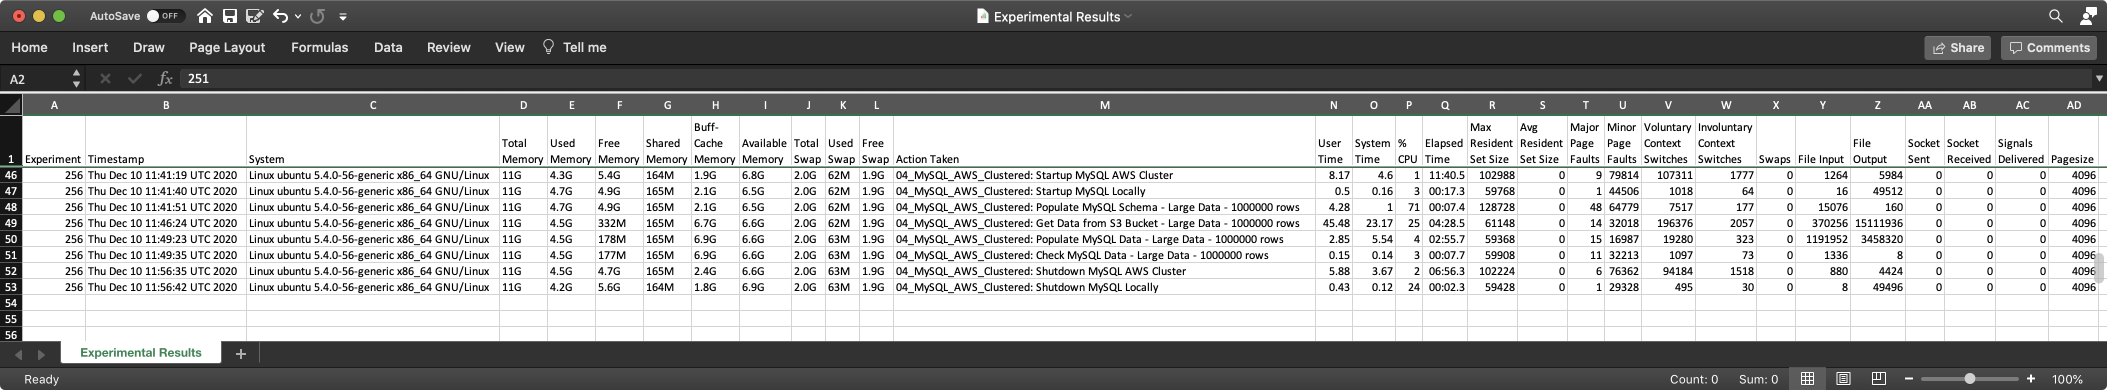 AutoSave OFF Experimental Results
Home Insert Draw Page Layout Formulas Data Review View Tell me Share Comments
A2 fx 251
A B C D E F G H I J K L M N O P Q R S T U V W X Y Z AA AB AC AD
1 Experiment Timestamp System Total Memory Used Memory Free Memory Shared Memory Buff-Cache Memory Available Memory Total Swap Used Swap Free Swap Action Taken User Time System Time % CPU Elapsed Time Max Resident Set Size Avg Resident Set Size Major Page Faults Minor Page Faults Voluntary Context Switches Involuntary Context Switches Swaps File Input File Output Socket Sent Socket Received Signals Delivered Pagesize
46 256 Thu Dec 10 11:41:19 UTC 2020 Linux ubuntu 5.4.0-56-generic x86_64 GNU/Linux 11G 4.3G 5.4G 164M 1.9G 6.8G 2.0G 62M 1.9G 04_MySQL_AWS_Clustered: Startup MySQL AWS Cluster 8.17 4.6 1 11:40.5 102988 0 9 79814 107311 1777 0 1264 5984 0 0 0 4096
47 256 Thu Dec 10 11:41:40 UTC 2020 Linux ubuntu 5.4.0-56-generic x86_64 GNU/Linux 11G 4.7G 4.9G 165M 2.1G 6.5G 2.0G 62M 1.9G 04_MySQL_AWS_Clustered: Startup MySQL Locally 0.5 0.16 3 00:17.3 59768 0 1 44506 1018 64 0 16 49512 0 0 0 4096
48 256 Thu Dec 10 11:41:51 UTC 2020 Linux ubuntu 5.4.0-56-generic x86_64 GNU/Linux 11G 4.7G 4.9G 165M 2.1G 6.5G 2.0G 62M 1.9G 04_MySQL_AWS_Clustered: Populate MySQL Schema - Large Data - 1000000 rows 4.28 1 71 00:07.4 128728 0 48 64779 7517 177 0 15076 160 0 0 0 4096
49 256 Thu Dec 10 11:46:24 UTC 2020 Linux ubuntu 5.4.0-56-generic x86_64 GNU/Linux 11G 4.5G 332M 165M 6.7G 6.6G 2.0G 62M 1.9G 04_MySQL_AWS_Clustered: Get Data from S3 Bucket - Large Data - 1000000 rows 45.48 23.17 25 04:28.5 61148 0 14 32018 196376 2057 0 370256 15111936 0 0 0 4096
50 256 Thu Dec 10 11:49:23 UTC 2020 Linux ubuntu 5.4.0-56-generic x86_64 GNU/Linux 11G 4.5G 178M 165M 6.9G 6.6G 2.0G 63M 1.9G 04_MySQL_AWS_Clustered: Populate MySQL Data - Large Data - 1000000 rows 2.85 5.54 4 02:55.7 59368 0 15 16987 19280 323 0 1191952 3458320 0 0 0 4096
51 256 Thu Dec 10 11:49:35 UTC 2020 Linux ubuntu 5.4.0-56-generic x86_64 GNU/Linux 11G 4.5G 177M 165M 6.9G 6.6G 2.0G 63M 1.9G 04_MySQL_AWS_Clustered: Check MySQL Data - Large Data - 1000000 rows 0.15 0.14 3 00:07.7 59908 0 11 32213 1097 73 0 1336 8 0 0 0 4096
52 256 Thu Dec 10 11:56:35 UTC 2020 Linux ubuntu 5.4.0-56-generic x86_64 GNU/Linux 11G 4.5G 4.7G 165M 2.4G 6.6G 2.0G 63M 1.9G 04_MySQL_AWS_Clustered: Shutdown MySQL AWS Cluster 5.88 3.67 2 06:56.3 102224 0 6 76362 94184 1518 0 880 4424 0 0 0 4096
53 256 Thu Dec 10 11:56:42 UTC 2020 Linux ubuntu 5.4.0-56-generic x86_64 GNU/Linux 11G 4.2G 5.6G 164M 1.8G 6.9G 2.0G 63M 1.9G 04_MySQL_AWS_Clustered: Shutdown MySQL Locally 0.43 0.12 24 00:02.3 59428 0 1 29328 495 30 0 8 49496 0 0 0 4096
54
55
56
Experimental Results +
Ready Count: 0 Sum: 0 − + 100%